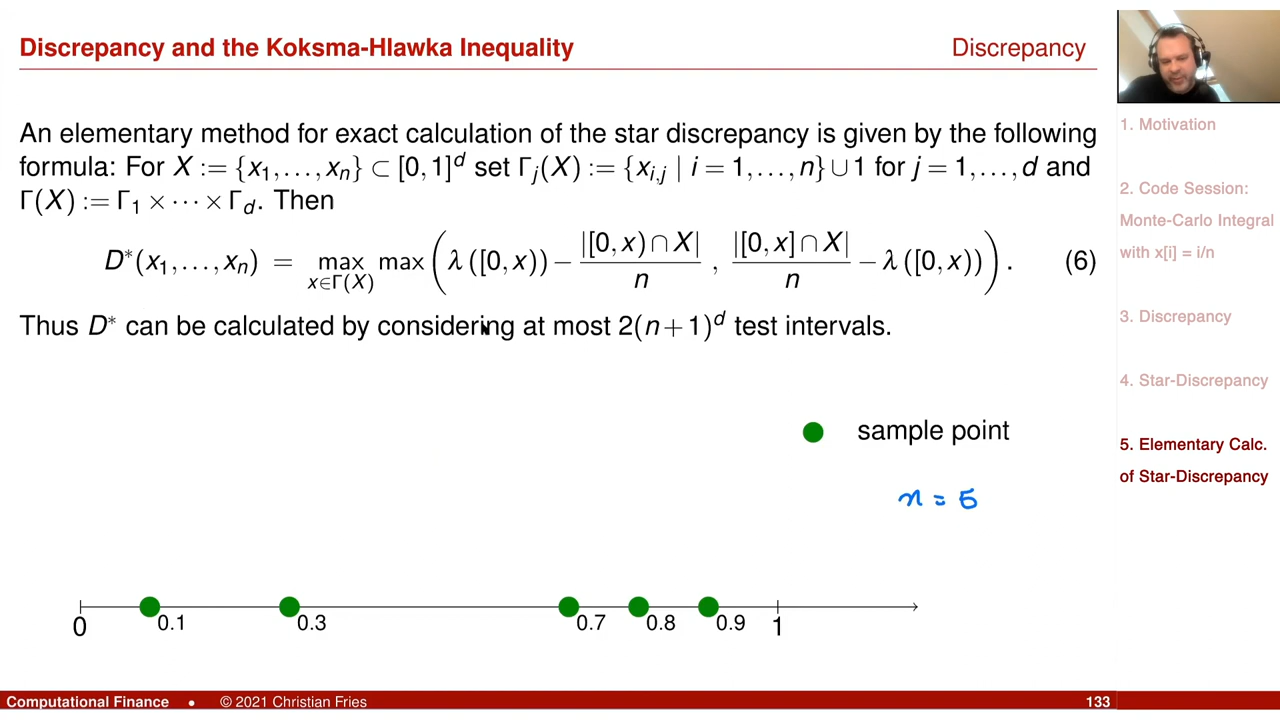 Discrepancy and the Koksma-Hlawka Inequality Discrepancy
An elementary method for exact calculation of the star discrepancy is given by the following
formula: For X := {x₁,...,xₙ} ⊂ [0,1]ᵈ set Γⱼ(X) := {xᵢ,ⱼ | i = 1,...,n} ∪ 1 for j = 1,...,d and
Γ(X) := Γ₁ × ⋯ × Γ_d. Then
D*(x₁,...,xₙ) = max_{x∈Γ(X)} max ( λ([0,x)) − |[0,x) ∩ X| / n , |[0,x] ∩ X| / n − λ([0,x)) ) . (6)
Thus D* can be calculated by considering at most 2(n+1)ᵈ test intervals.
sample point
n = 5
0 0.1 0.3 0.7 0.8 0.9 1
1. Motivation
2. Code Session:
Monte-Carlo Integral
with x[i] = i/n
3. Discrepancy
4. Star-Discrepancy
5. Elementary Calc.
of Star-Discrepancy
Computational Finance • © 2021 Christian Fries 133